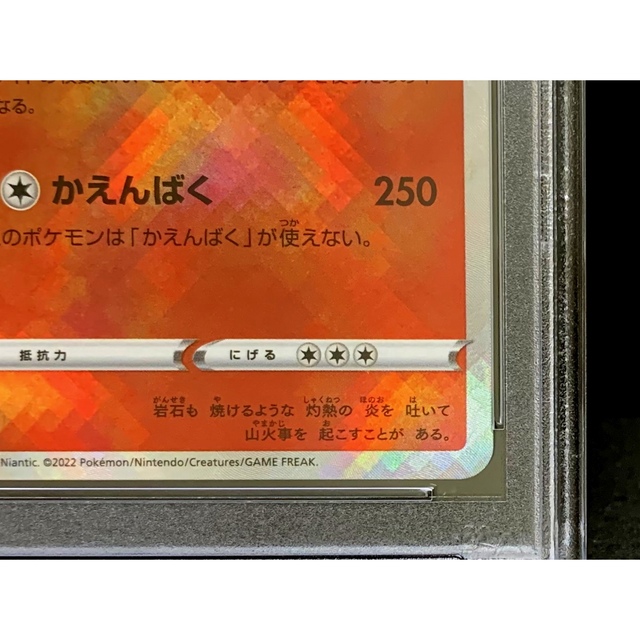 なる。
かえんばく 250
のポケモンは「かえんばく」が使えない。
抵抗力 にげる
岩石も 焼けるような 灼熱の 炎を 吐いて
山火事を 起こすことが ある。
Niantic. ©2022 Pokémon/Nintendo/Creatures/GAME FREAK.